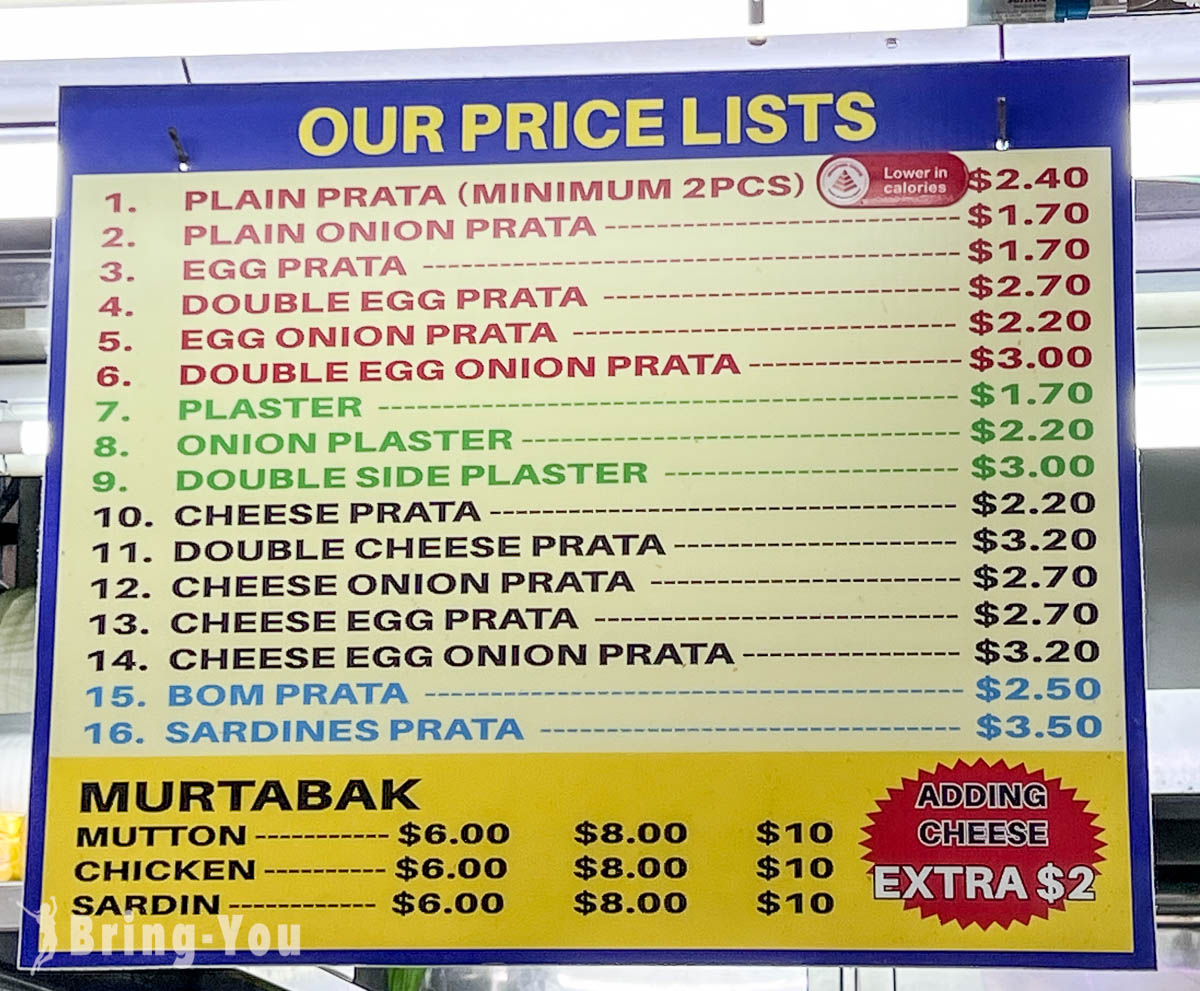 OUR PRICE LISTS
1. PLAIN PRATA (MINIMUM 2PCS) Lower in calories $2.40
2. PLAIN ONION PRATA ---------- $1.70
3. EGG PRATA ---------- $1.70
4. DOUBLE EGG PRATA ---------- $2.70
5. EGG ONION PRATA ---------- $2.20
6. DOUBLE EGG ONION PRATA ---------- $3.00
7. PLASTER ---------- $1.70
8. ONION PLASTER ---------- $2.20
9. DOUBLE SIDE PLASTER ---------- $3.00
10. CHEESE PRATA ---------- $2.20
11. DOUBLE CHEESE PRATA ---------- $3.20
12. CHEESE ONION PRATA ---------- $2.70
13. CHEESE EGG PRATA ---------- $2.70
14. CHEESE EGG ONION PRATA ---------- $3.20
15. BOM PRATA ---------- $2.50
16. SARDINES PRATA ---------- $3.50
MURTABAK
MUTTON ---------- $6.00 $8.00 $10
CHICKEN ---------- $6.00 $8.00 $10
SARDIN ---------- $6.00 $8.00 $10
ADDING
CHEESE
EXTRA $2
Bring-You